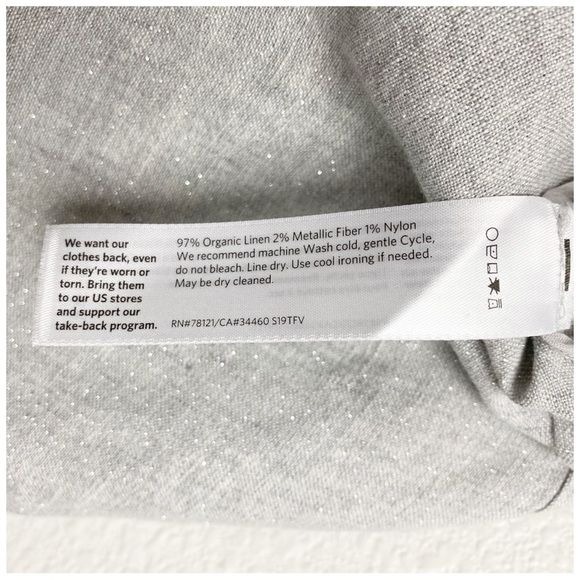 We want our
clothes back, even
if they're worn or
torn. Bring them
to our US stores
and support our
take-back program.
97% Organic Linen 2% Metallic Fiber 1% Nylon
We recommend machine Wash cold, gentle Cycle,
do not bleach. Line dry. Use cool ironing if needed.
May be dry cleaned.
RN#78121/CA#34460 S19TFV